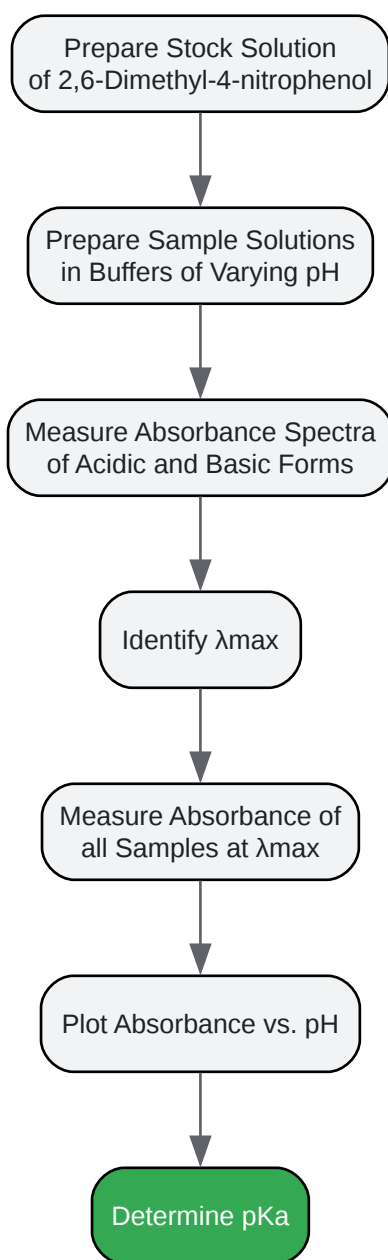 Prepare Stock Solution
of 2,6-Dimethyl-4-nitrophenol
Prepare Sample Solutions
in Buffers of Varying pH
Measure Absorbance Spectra
of Acidic and Basic Forms
Identify λmax
Measure Absorbance of
all Samples at λmax
Plot Absorbance vs. pH
Determine pKa